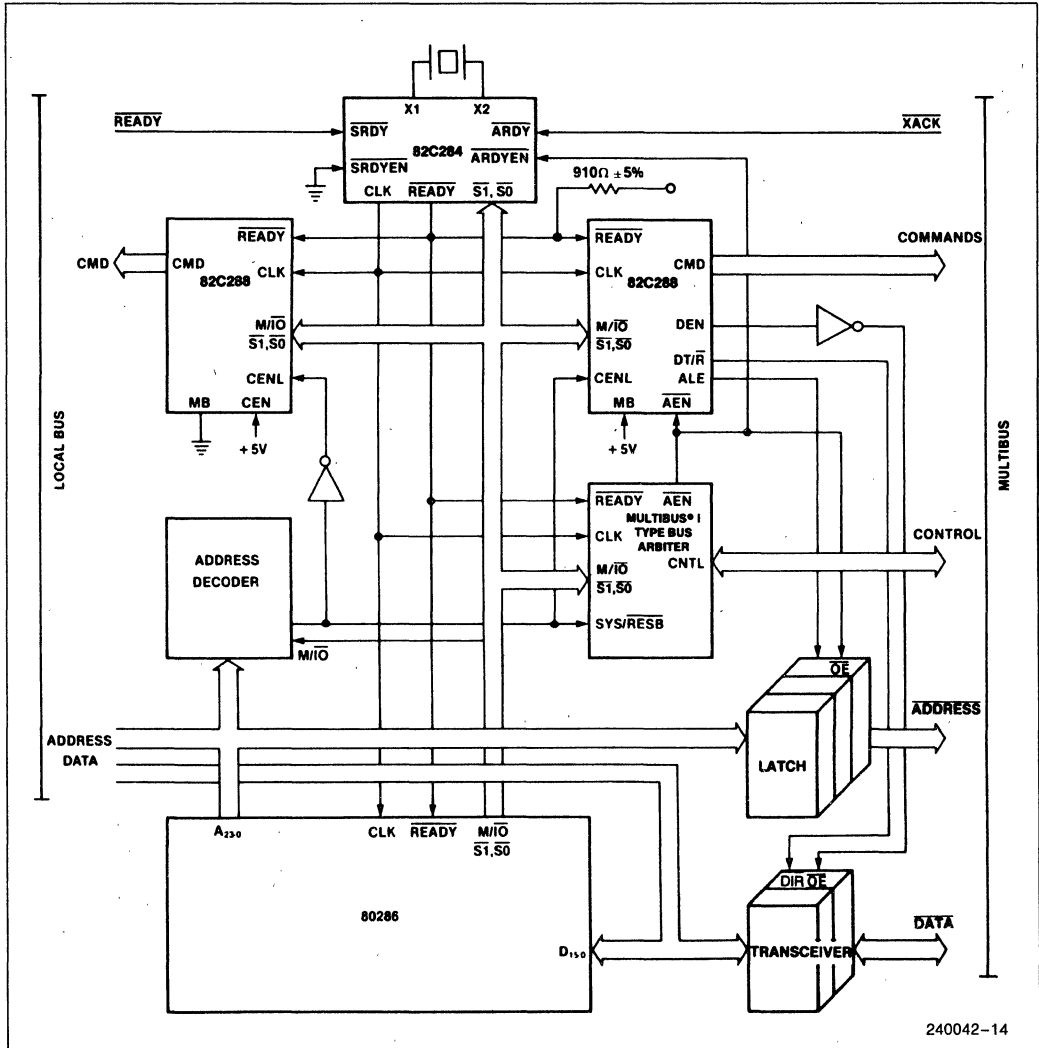 X1 X2
READY
SRDY
ARDY
XACK
82C284
SRDYEN
ARDYEN
CLK READY S1, S0
910Ω ± 5%
READY
CMD
CMD
CLK
82C288
M/IO
S1,S0
CENL
MB CEN
+ 5V
READY
CLK
CMD
COMMANDS
82C288
M/IO
S1,S0
DEN
DT/R
CENL
ALE
MB AEN
+ 5V
LOCAL BUS
MULTIBUS
READY AEN
MULTIBUS® I
TYPE BUS
ARBITER
CLK
CNTL
CONTROL
M/IO
S1,S0
SYS/RESB
ADDRESS
DECODER
M/IO
OE
ADDRESS
LATCH
ADDRESS
DATA
A23-0
CLK READY M/IO
S1,S0
80286
D15-0
DIR OE
TRANSCEIVER
DATA
240042-14